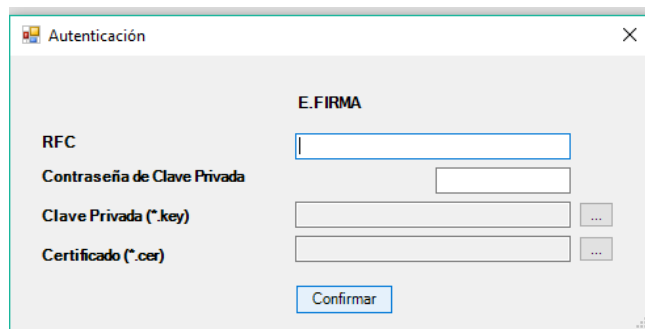 Autenticación
E.FIRMA
RFC
Contraseña de Clave Privada
Clave Privada (*.key)
...
Certificado (*.cer)
...
Confirmar